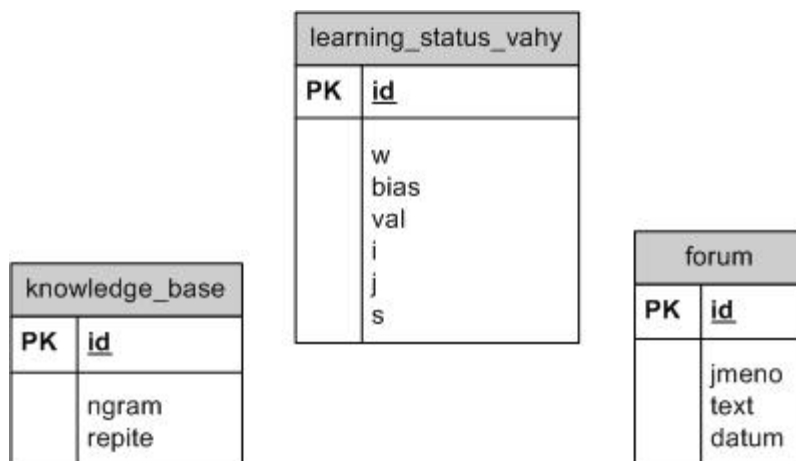 learning_status_vahy
PK id
w
bias
val
i
j
s
knowledge_base
PK id
ngram
repite
forum
PK id
jmeno
text
datum